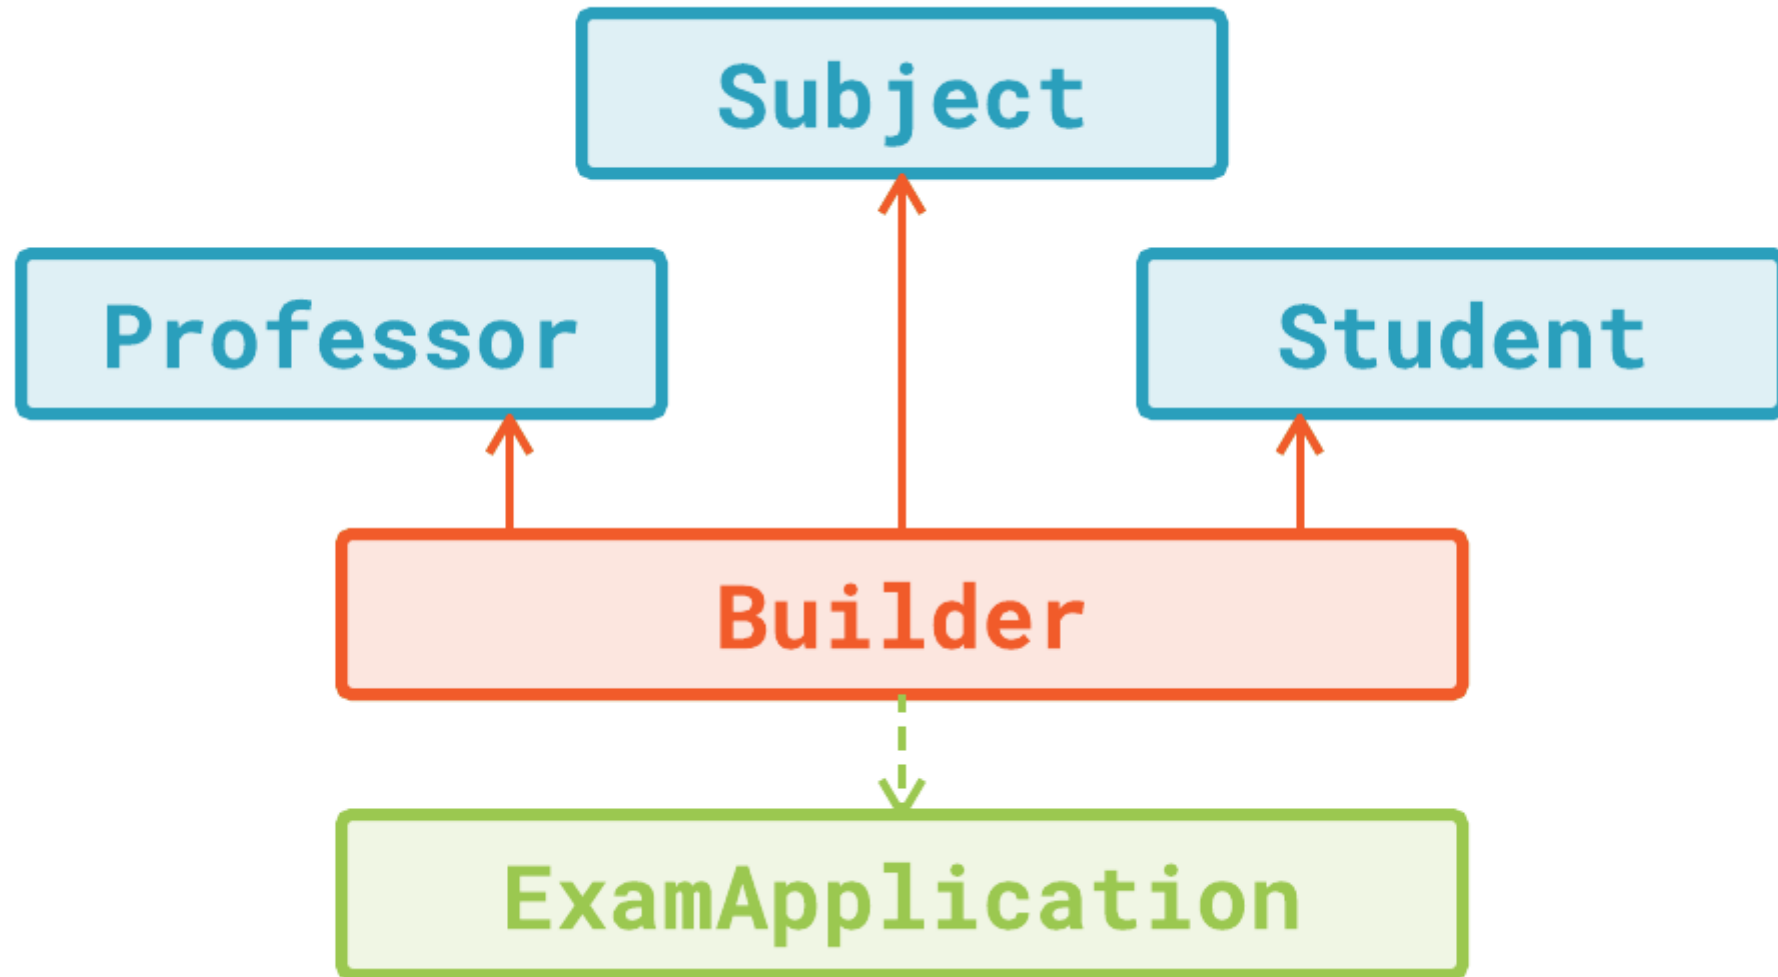 Subject
Professor
Student
Builder
ExamApplication